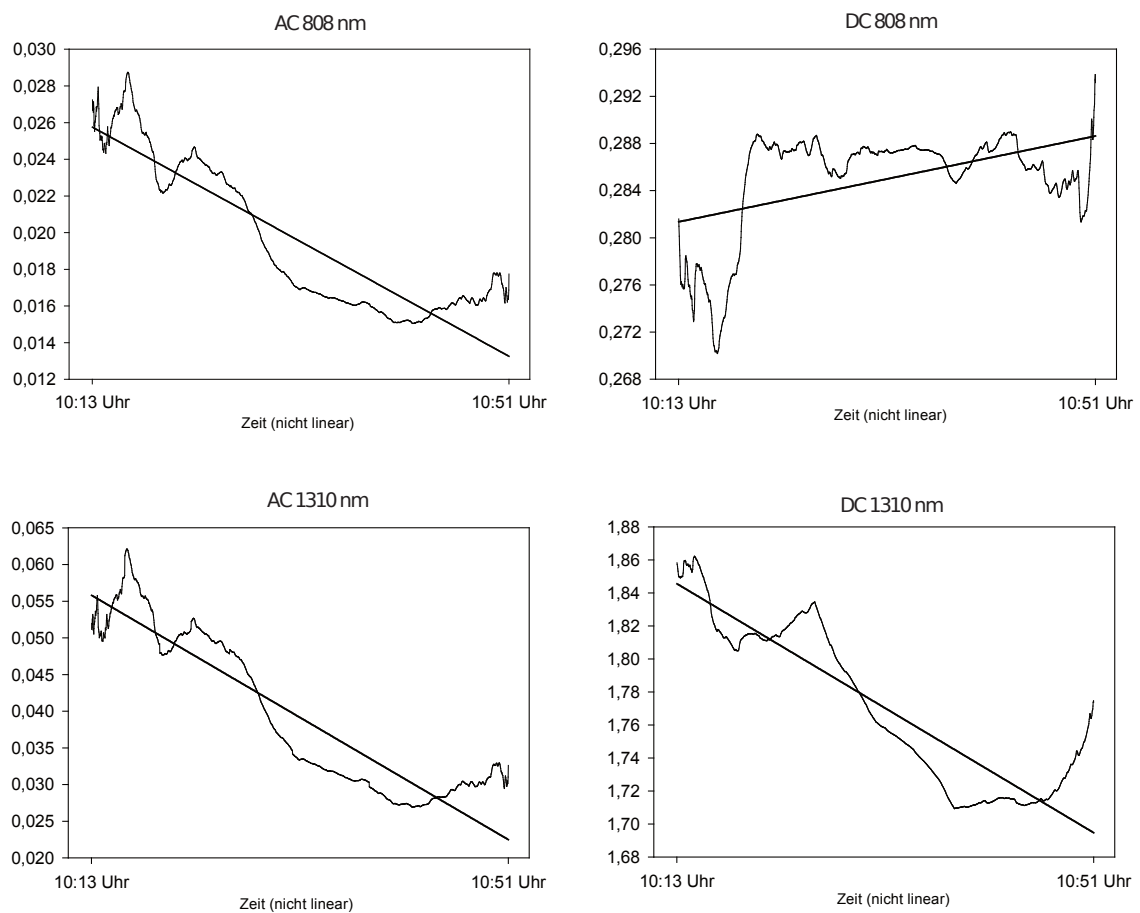 AC 808 nm
0,030
0,028
0,026
0,024
0,022
0,020
0,018
0,016
0,014
0,012
10:13 Uhr
10:51 Uhr
Zeit (nicht linear)
DC 808 nm
0,296
0,292
0,288
0,284
0,280
0,276
0,272
0,268
10:13 Uhr
10:51 Uhr
Zeit (nicht linear)
AC 1310 nm
0,065
0,060
0,055
0,050
0,045
0,040
0,035
0,030
0,025
0,020
10:13 Uhr
10:51 Uhr
Zeit (nicht linear)
DC 1310 nm
1,88
1,86
1,84
1,82
1,80
1,78
1,76
1,74
1,72
1,70
1,68
10:13 Uhr
10:51 Uhr
Zeit (nicht linear)